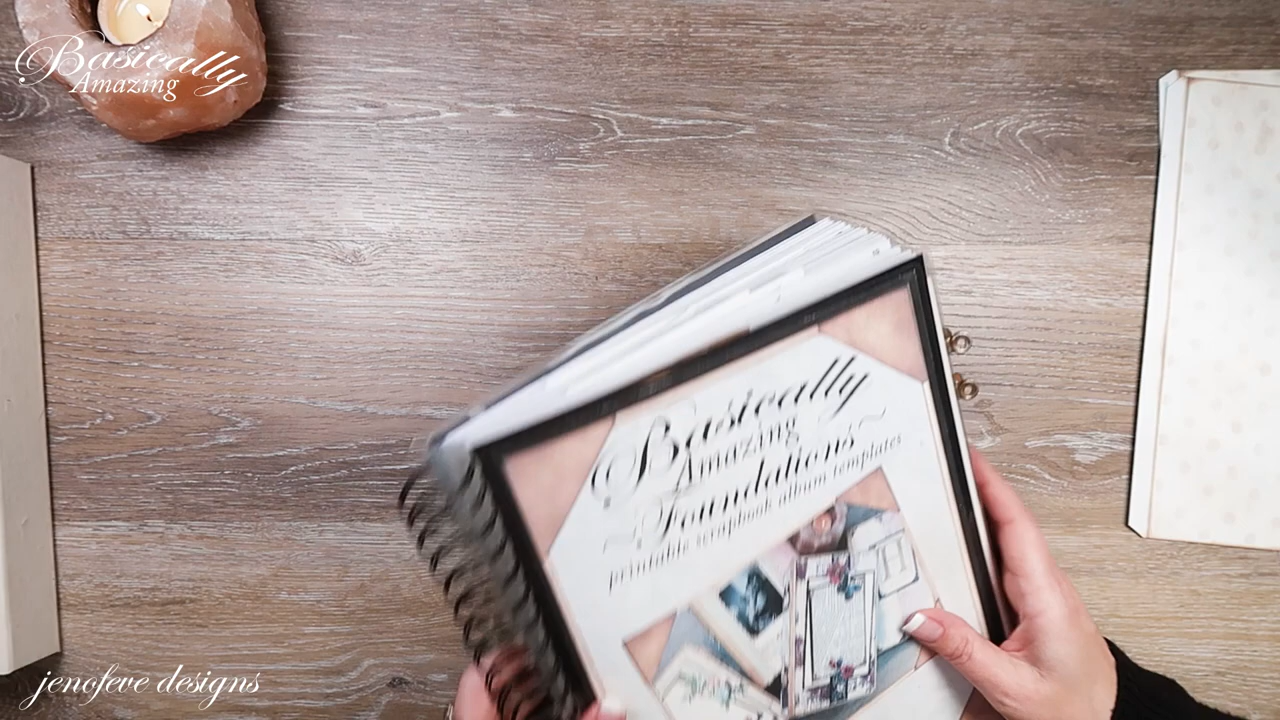 Basically
Amazing
Basically
Amazing
Foundations
printable scrapbook album templates
H
jenofeve designs